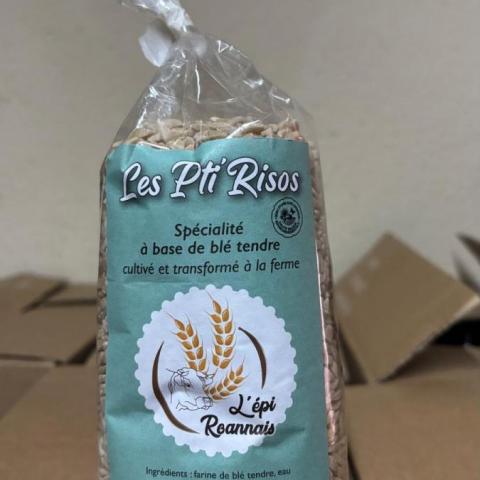 Les Pti'Risos
Spécialité
à base de blé tendre
cultivé et transformé à la ferme
L'épi
Roannais
Ingrédients : farine de blé tendre, eau